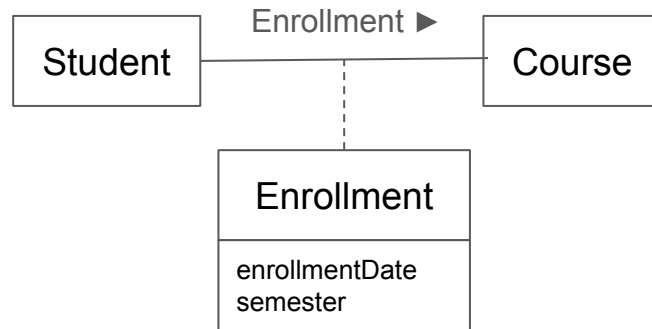 Enrollment ►
Student
Course
Enrollment
enrollmentDate
semester